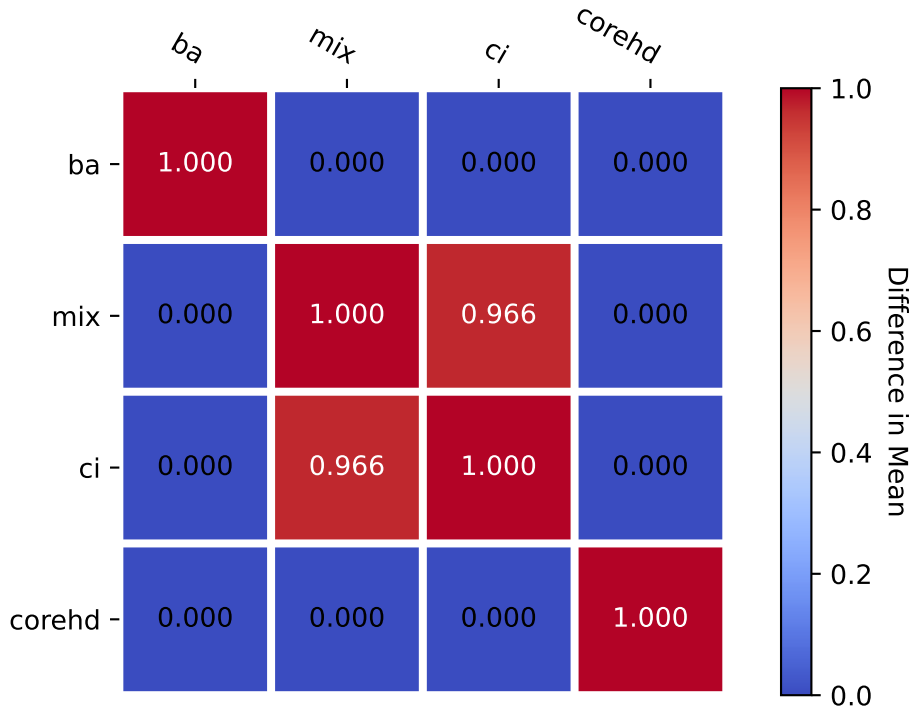 ba mix ci corehd
ba 1.000 0.000 0.000 0.000
mix 0.000 1.000 0.966 0.000
ci 0.000 0.966 1.000 0.000
corehd 0.000 0.000 0.000 1.000
1.0
0.8
0.6
0.4
0.2
0.0
Difference in Mean